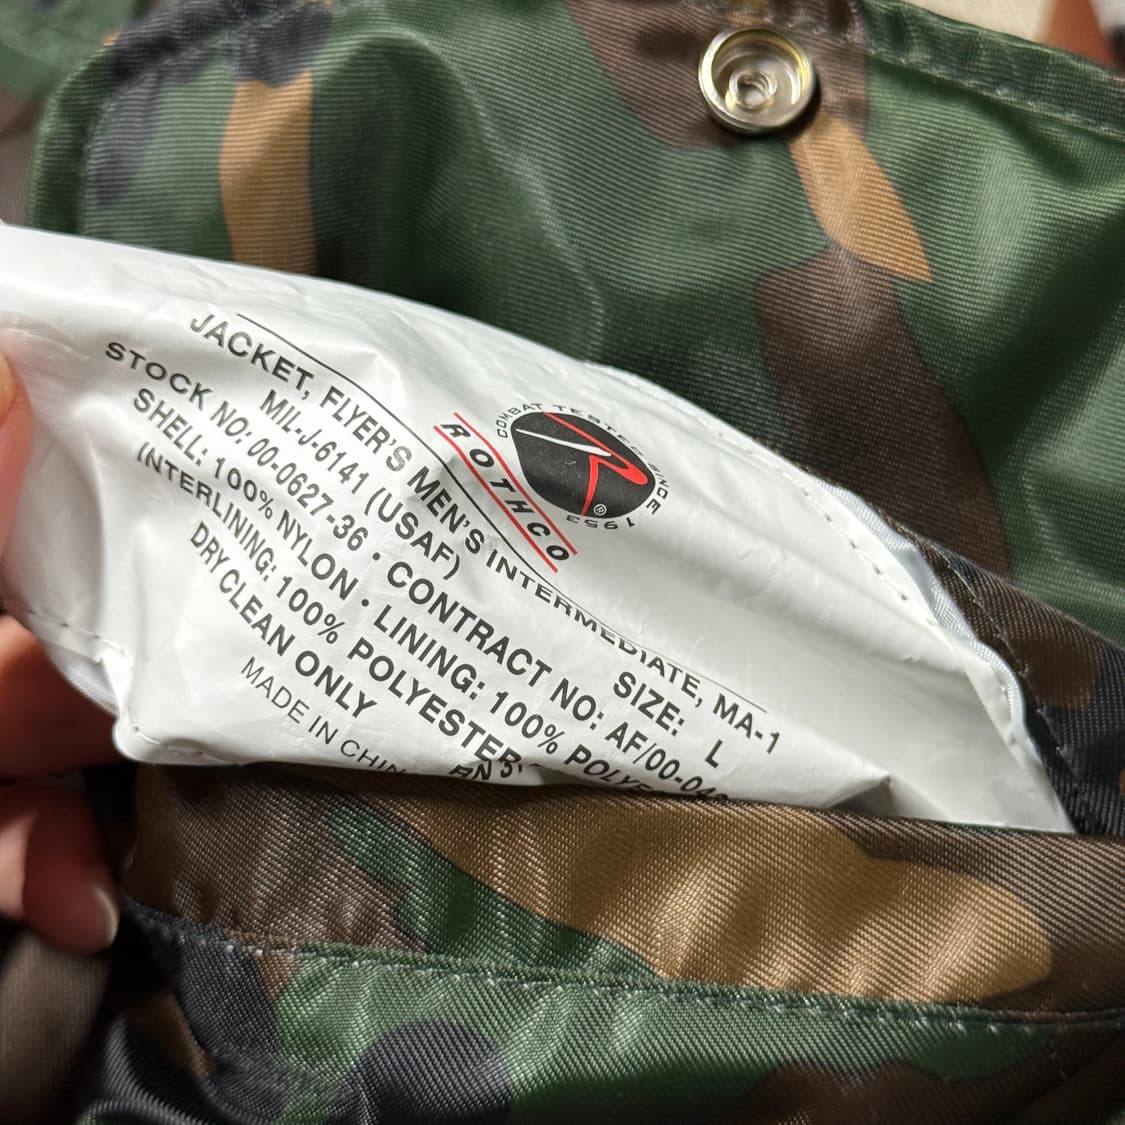 COMBAT TESTED SINCE 1953
R
®
ROTHCO
JACKET, FLYER'S MEN'S INTERMEDIATE, MA-1
MIL-J-6141 (USAF) SIZE: L
STOCK NO: 00-0627-36 • CONTRACT NO: AF/00-04
SHELL: 100% NYLON • LINING: 100%
INTERLINING: 100% POLYESTER
DRY CLEAN ONLY
MADE IN CHIN